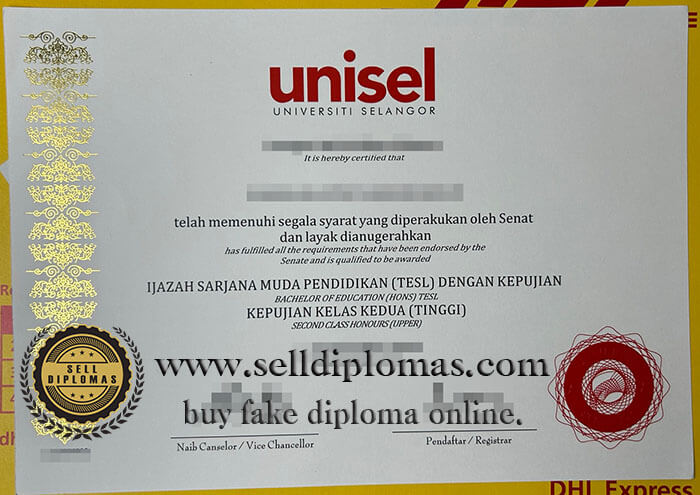 unisel
UNIVERSITI SELANGOR
It is hereby certified that
telah memenuhi segala syarat yang diperakukan oleh Senat
dan layak dianugerahkan
has fulfilled all the requirements that have been endorsed by the
Senate and is qualified to be awarded
IJAZAH SARJANA MUDA PENDIDIKAN (TESL) DENGAN KEPUJIAN
BACHELOR OF EDUCATION (HONS) TESL
KEPUJIAN KELAS KEDUA (TINGGI)
SECOND CLASS HONOURS (UPPER)
SELL
DIPLOMAS
www.selldiplomas.com
buy fake diploma online.
Naib Canselor / Vice Chancellor
Pendaftar / Registrar
DHL Express